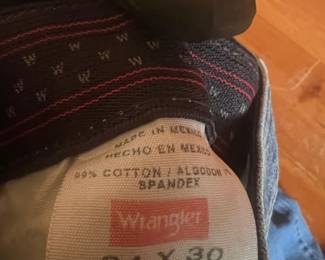 MADE IN MEXICO
HECHO EN MEXICO
99% COTTON / ALGODON
SPANDEX
Wrangler
X 30